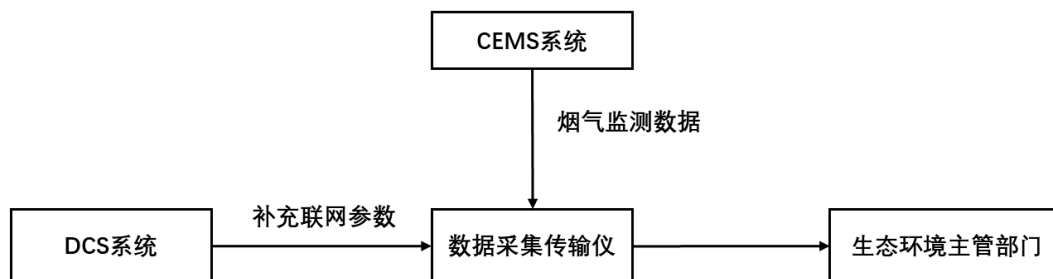 CEMS系统
烟气监测数据
补充联网参数
DCS系统
数据采集传输仪
生态环境主管部门